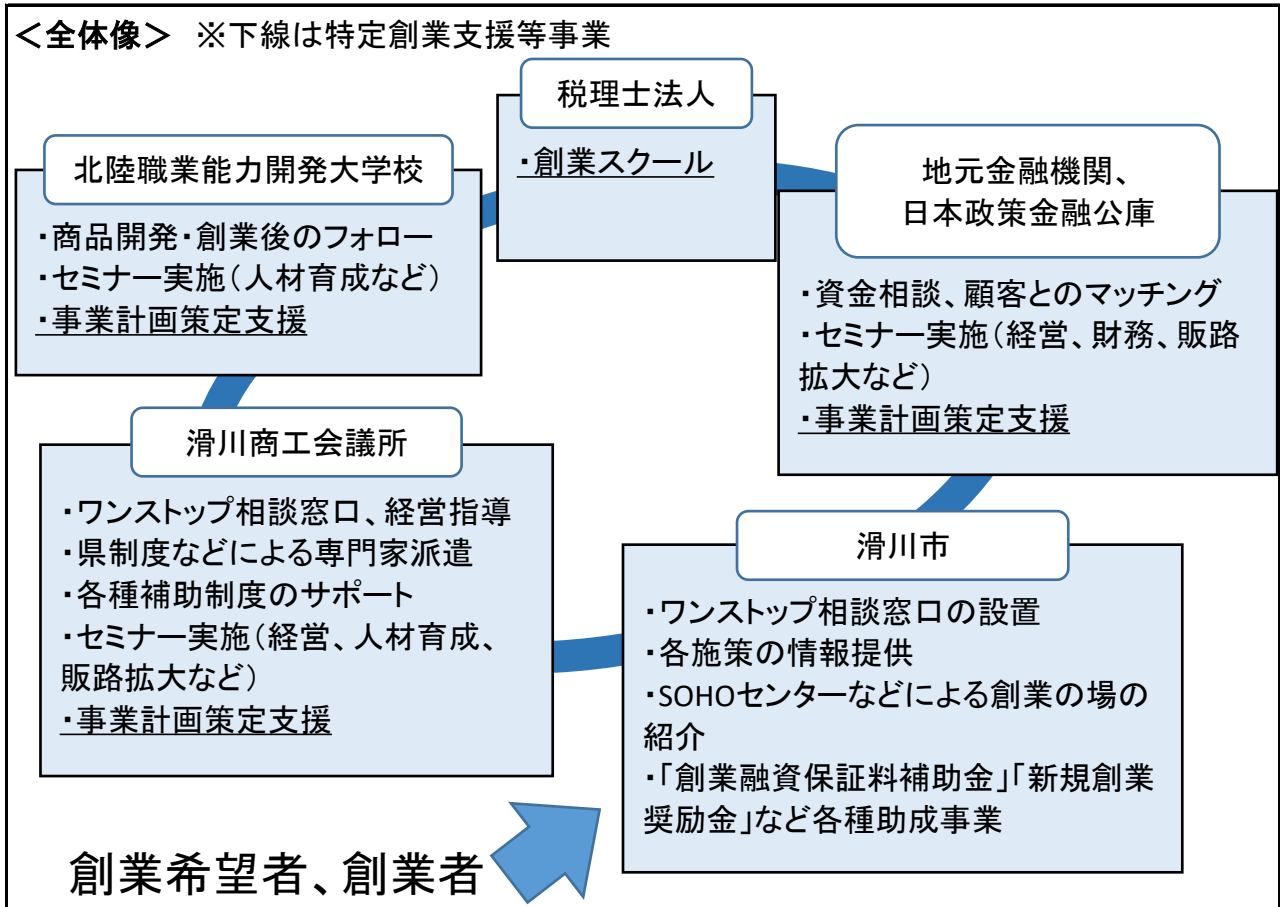 ＜全体像＞ ※下線は特定創業支援等事業
税理士法人
・創業スクール
北陸職業能力開発大学校
・商品開発・創業後のフォロー
・セミナー実施（人材育成など）
・事業計画策定支援
地元金融機関、
日本政策金融公庫
・資金相談、顧客とのマッチング
・セミナー実施（経営、財務、販路
拡大など）
・事業計画策定支援
滑川商工会議所
・ワンストップ相談窓口、経営指導
・県制度などによる専門家派遣
・各種補助制度のサポート
・セミナー実施（経営、人材育成、
販路拡大など）
・事業計画策定支援
滑川市
・ワンストップ相談窓口の設置
・各施策の情報提供
・SOHOセンターなどによる創業の場の
紹介
・「創業融資保証料補助金」「新規創業
奨励金」など各種助成事業
創業希望者、創業者